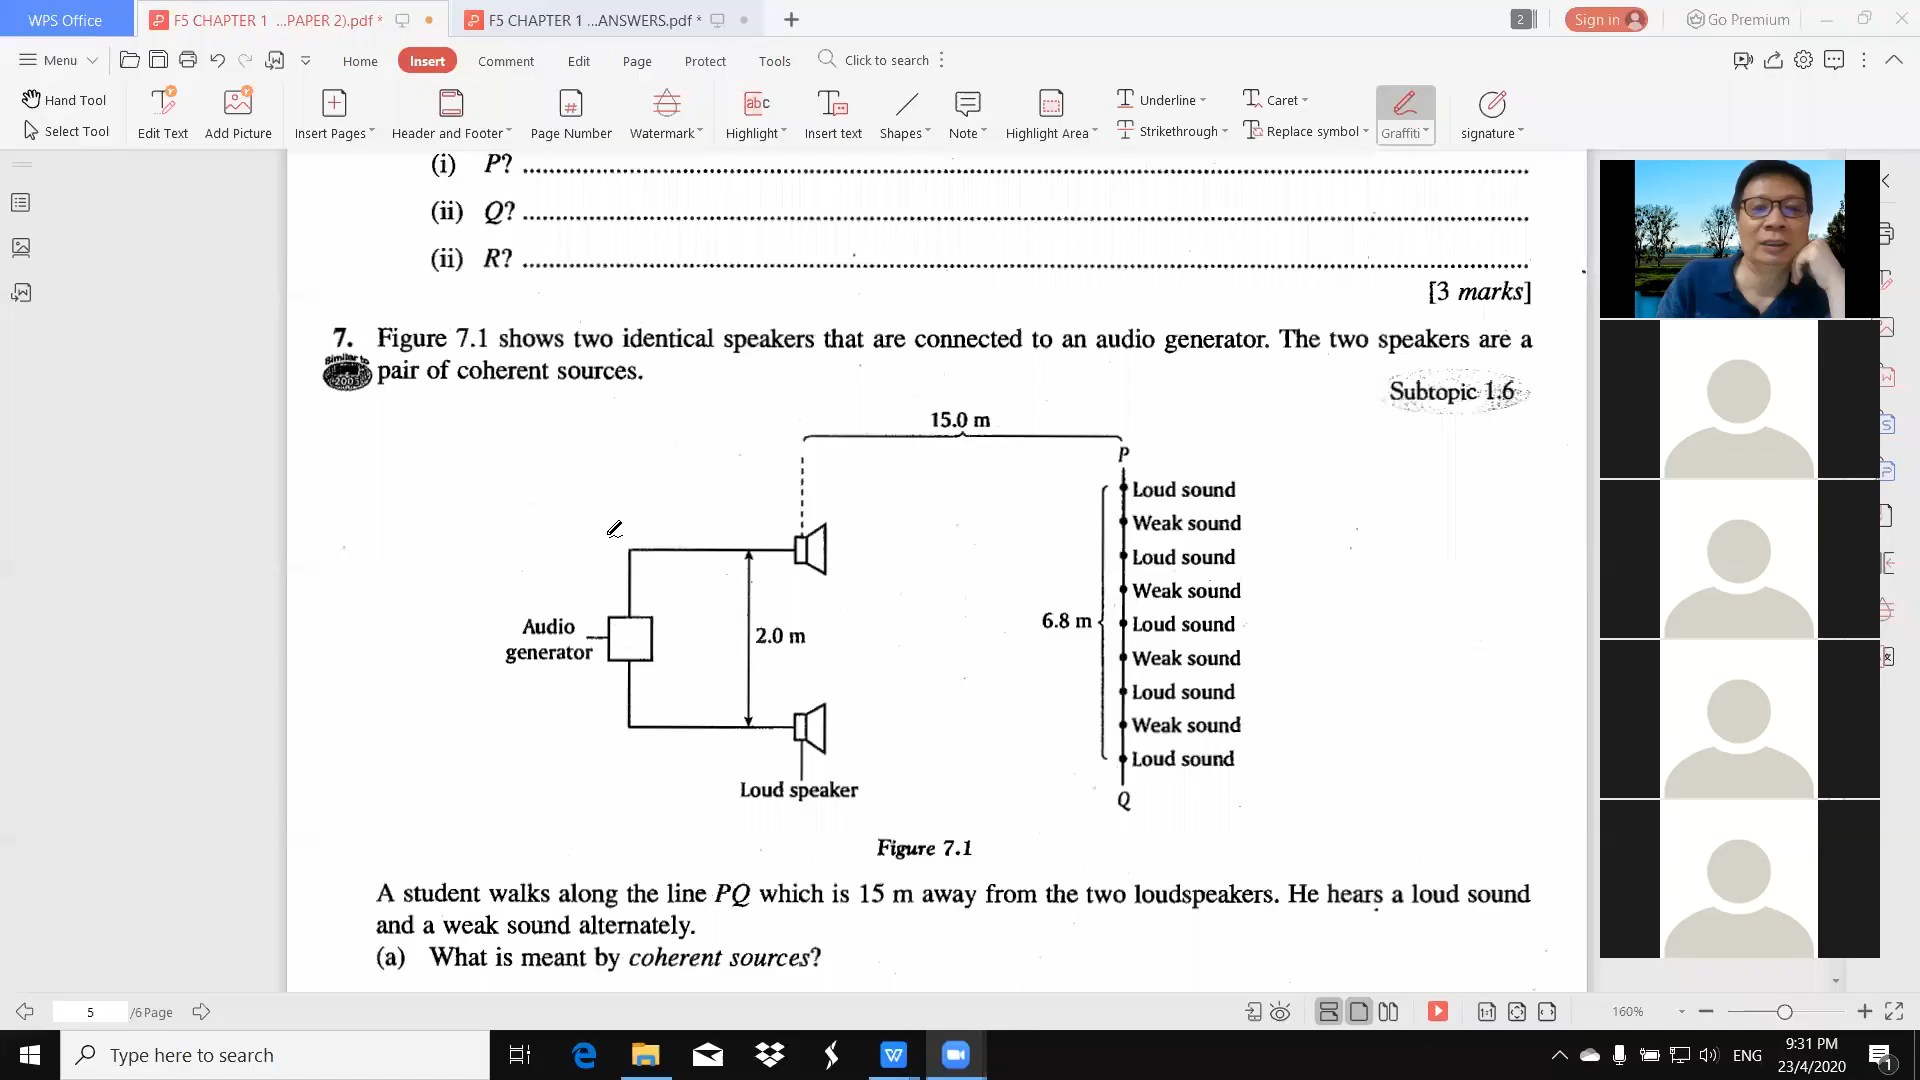 WPS Office
F5 CHAPTER 1 ...PAPER 2).pdf *
F5 CHAPTER 1 ...ANSWERS.pdf *
2
Sign in
Go Premium
Menu
Home
Insert
Comment
Edit
Page
Protect
Tools
Click to search
Hand Tool
Select Tool
Edit Text
Add Picture
Insert Pages
Header and Footer
Page Number
Watermark
Highlight
Insert text
Shapes
Note
Highlight Area
Underline
Strikethrough
Caret
Replace symbol
Graffiti
signature
(i) P? ........................................
(ii) Q? ........................................
(ii) R? ........................................
[3 marks]
7. Figure 7.1 shows two identical speakers that are connected to an audio generator. The two speakers are a
Similar to
2005
pair of coherent sources.
Subtopic 1.6
15.0 m
P
Loud sound
Weak sound
Loud sound
Weak sound
6.8 m
Loud sound
Audio
generator
2.0 m
Weak sound
Loud sound
Weak sound
Loud sound
Loud speaker
Q
Figure 7.1
A student walks along the line PQ which is 15 m away from the two loudspeakers. He hears a loud sound
and a weak sound alternately.
(a) What is meant by coherent sources?
5 /6Page
160%
Type here to search
ENG
9:31 PM
23/4/2020
1